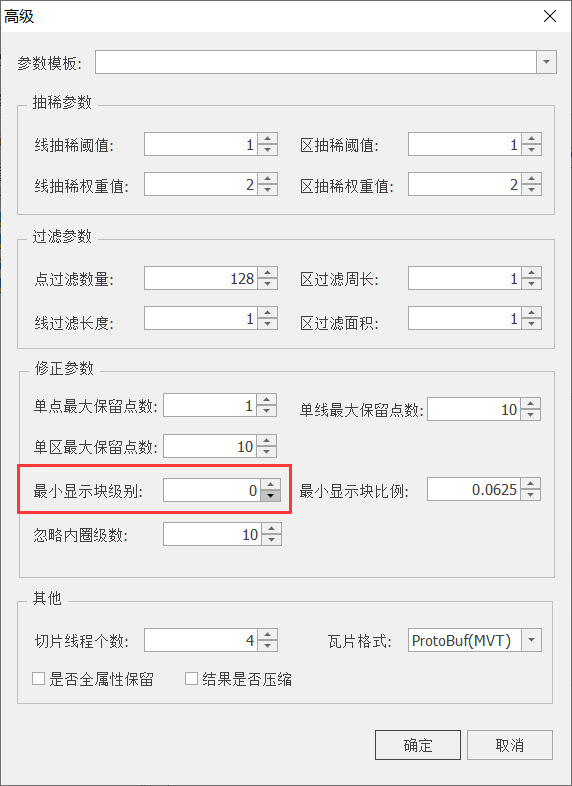 高级
参数模板:
抽稀参数
线抽稀阈值: 1 区抽稀阈值: 1
线抽稀权重值: 2 区抽稀权重值: 2
过滤参数
点过滤数量: 128 区过滤周长: 1
线过滤长度: 1 区过滤面积: 1
修正参数
单点最大保留点数: 1 单线最大保留点数: 10
单区最大保留点数: 10
最小显示块级别: 0 最小显示块比例: 0.0625
忽略内圈级数: 10
其他
切片线程个数: 4 瓦片格式: ProtoBuf(MVT)
是否全属性保留 结果是否压缩
确定 取消